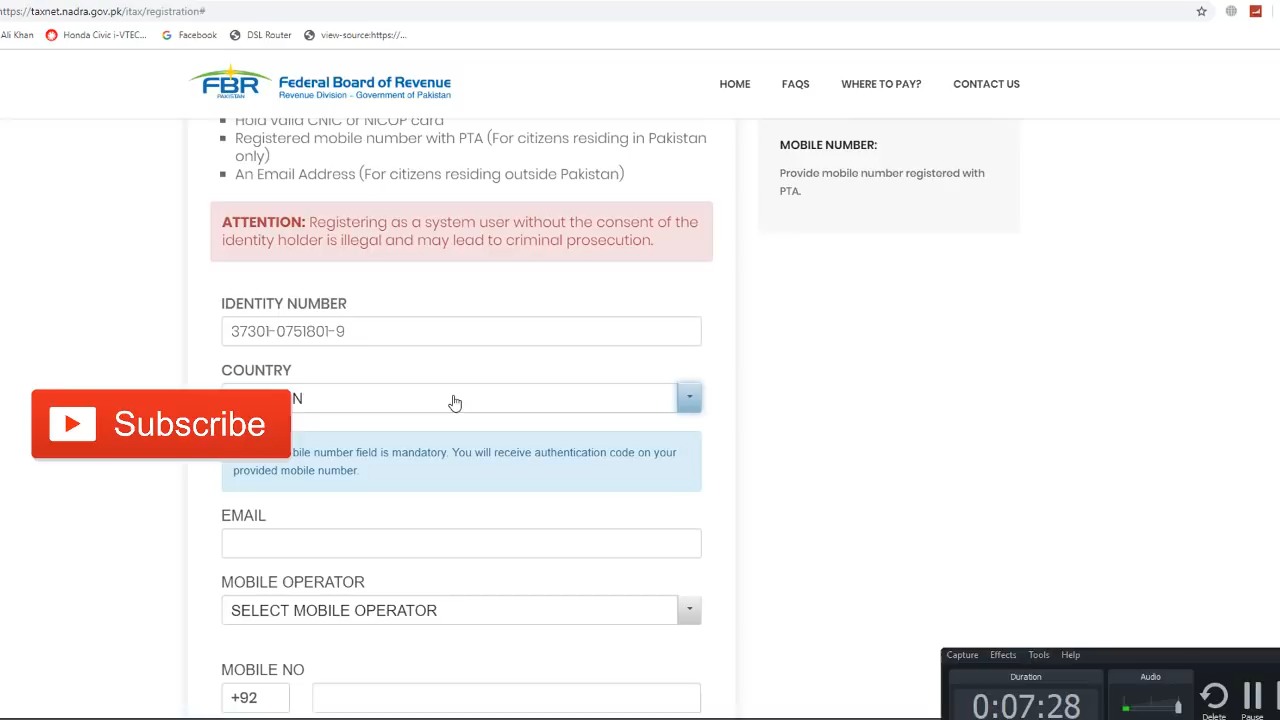 https://taxnet.nadra.gov.pk/itax/registration#
Ali Khan
Honda Civic i-VTEC...
Facebook
DSL Router
view-source:https://...
FBR
PAKISTAN
Federal Board of Revenue
Revenue Division - Government of Pakistan
HOME
FAQS
WHERE TO PAY?
CONTACT US
Hold valid CNIC or NICOP card
Registered mobile number with PTA (For citizens residing in Pakistan
only)
An Email Address (For citizens residing outside Pakistan)
ATTENTION: Registering as a system user without the consent of the
identity holder is illegal and may lead to criminal prosecution.
MOBILE NUMBER:
Provide mobile number registered with
PTA.
IDENTITY NUMBER
37301-0751801-9
COUNTRY
N
Subscribe
bile number field is mandatory. You will receive authentication code on your
provided mobile number.
EMAIL
MOBILE OPERATOR
SELECT MOBILE OPERATOR
MOBILE NO
+92
Capture Effects Tools Help
Duration
Audio
0:07:28
Delete
Pause